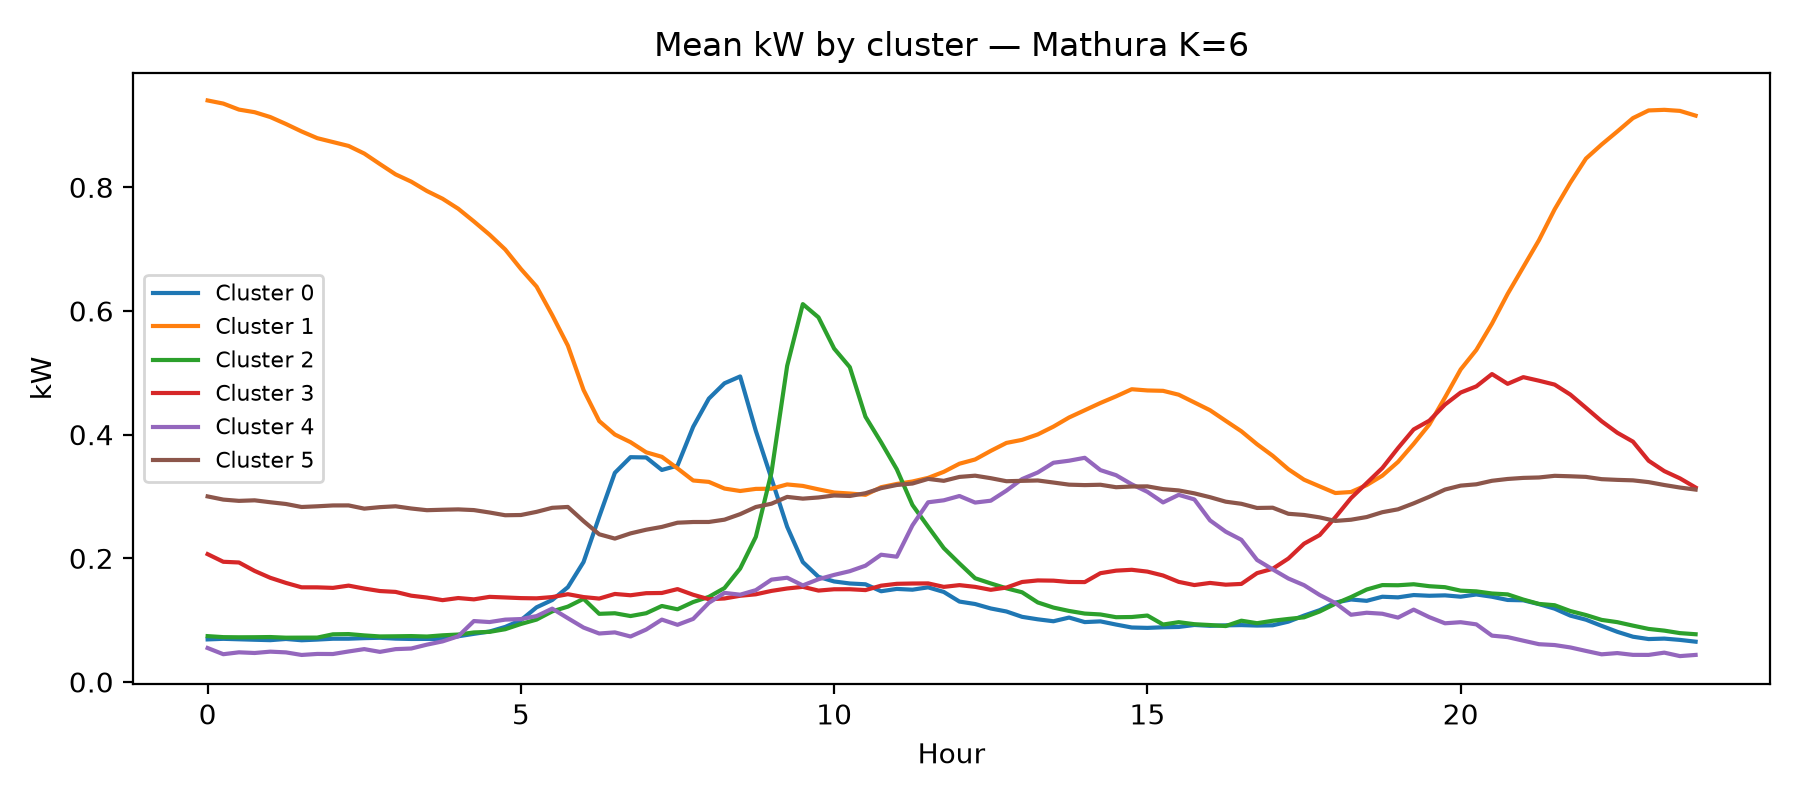 Mean kW by cluster — Mathura K=6
kW
0.8
0.6
0.4
0.2
0.0
Cluster 0
Cluster 1
Cluster 2
Cluster 3
Cluster 4
Cluster 5
0 5 10 15 20
Hour